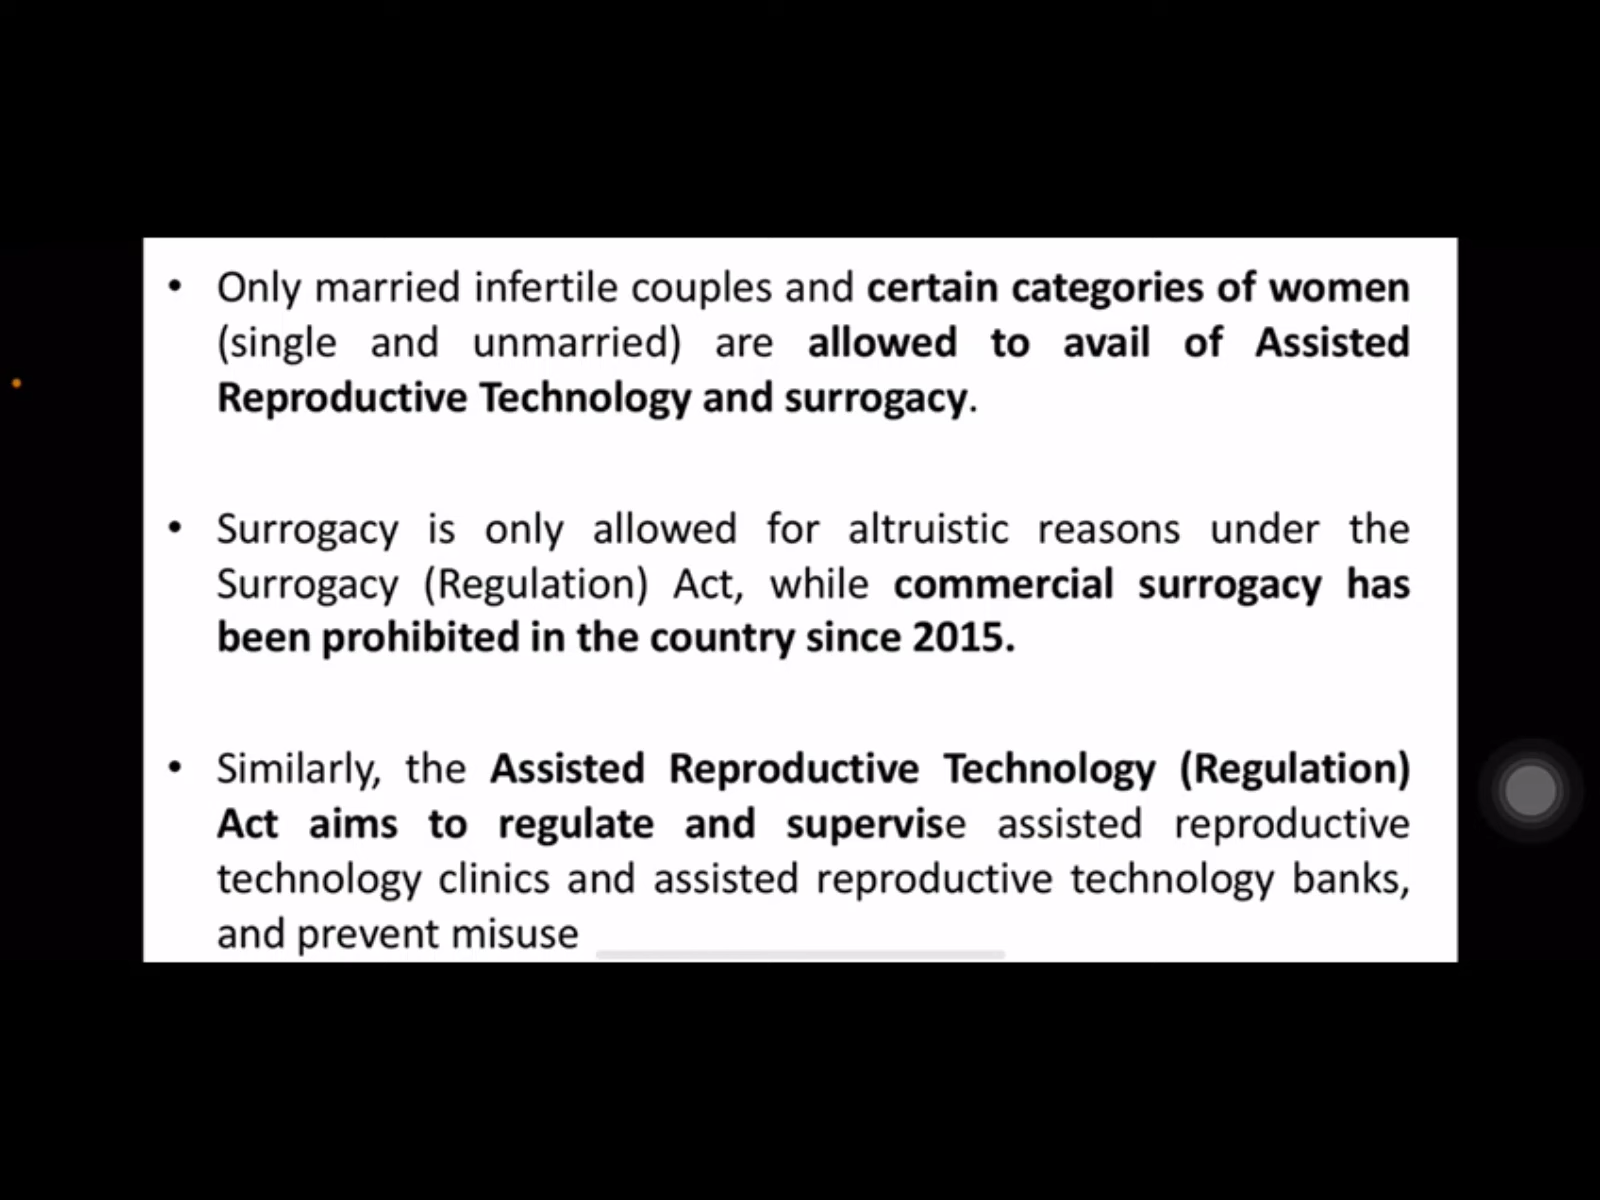 • Only married infertile couples and certain categories of women
(single and unmarried) are allowed to avail of Assisted
Reproductive Technology and surrogacy.
• Surrogacy is only allowed for altruistic reasons under the
Surrogacy (Regulation) Act, while commercial surrogacy has
been prohibited in the country since 2015.
• Similarly, the Assisted Reproductive Technology (Regulation)
Act aims to regulate and supervise assisted reproductive
technology clinics and assisted reproductive technology banks,
and prevent misuse